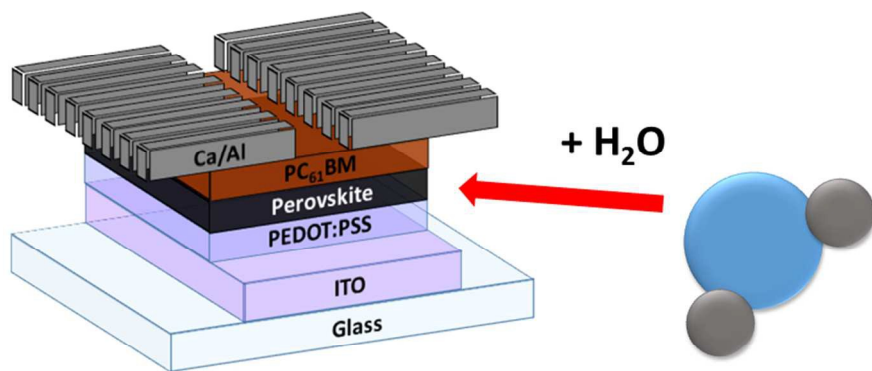 Ca/Al
PC₆₁BM
Perovskite
PEDOT:PSS
ITO
Glass
+ H₂O